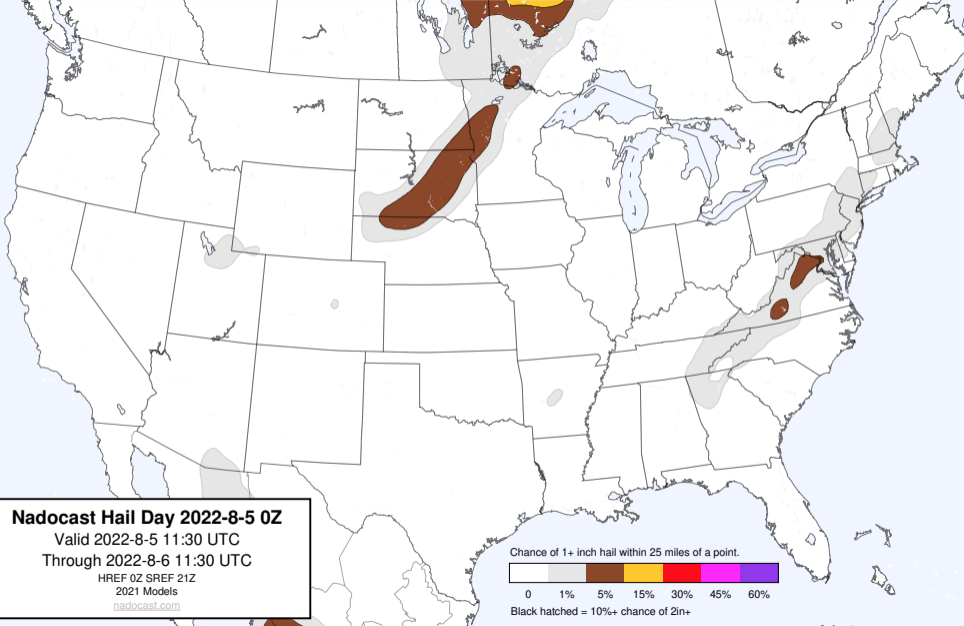 Nadocast Hail Day 2022-8-5 0Z
Valid 2022-8-5 11:30 UTC
Through 2022-8-6 11:30 UTC
HREF 0Z SREF 21Z
2021 Models
nadocast.com
Chance of 1+ inch hail within 25 miles of a point.
0 1% 5% 15% 30% 45% 60%
Black hatched = 10%+ chance of 2in+